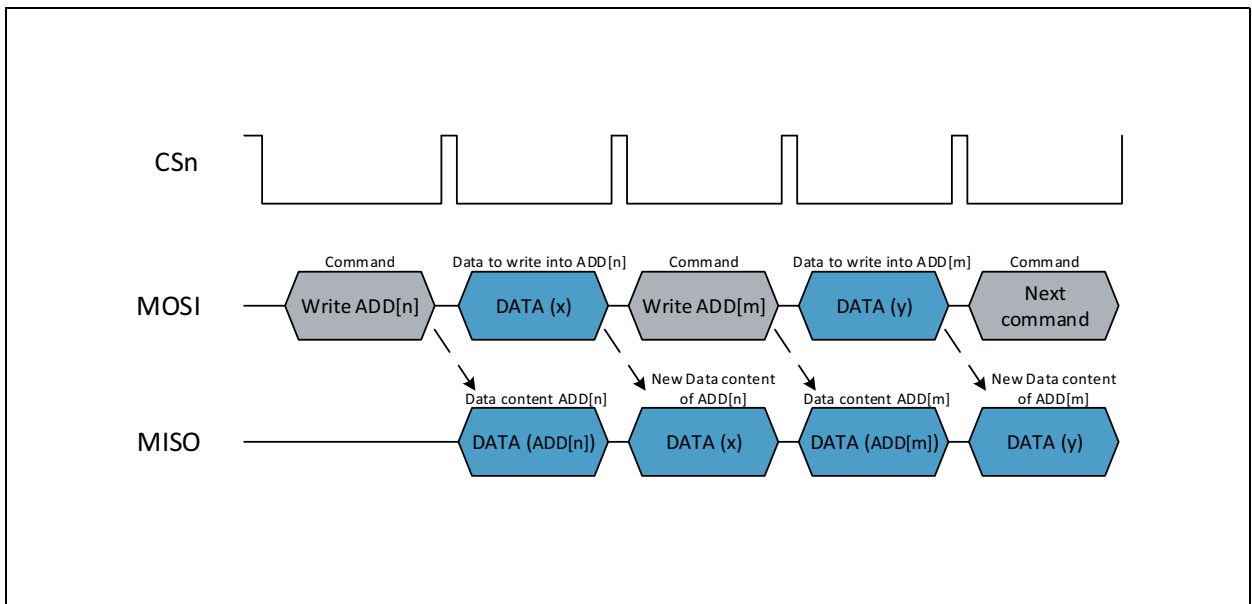 CSn
Command
Data to write into ADD[n]
Command
Data to write into ADD[m]
Command
MOSI
Write ADD[n]
DATA (x)
Write ADD[m]
DATA (y)
Next
command
Data content ADD[n]
New Data content
of ADD[n]
Data content ADD[m]
New Data content
of ADD[m]
MISO
DATA (ADD[n])
DATA (x)
DATA (ADD[m])
DATA (y)